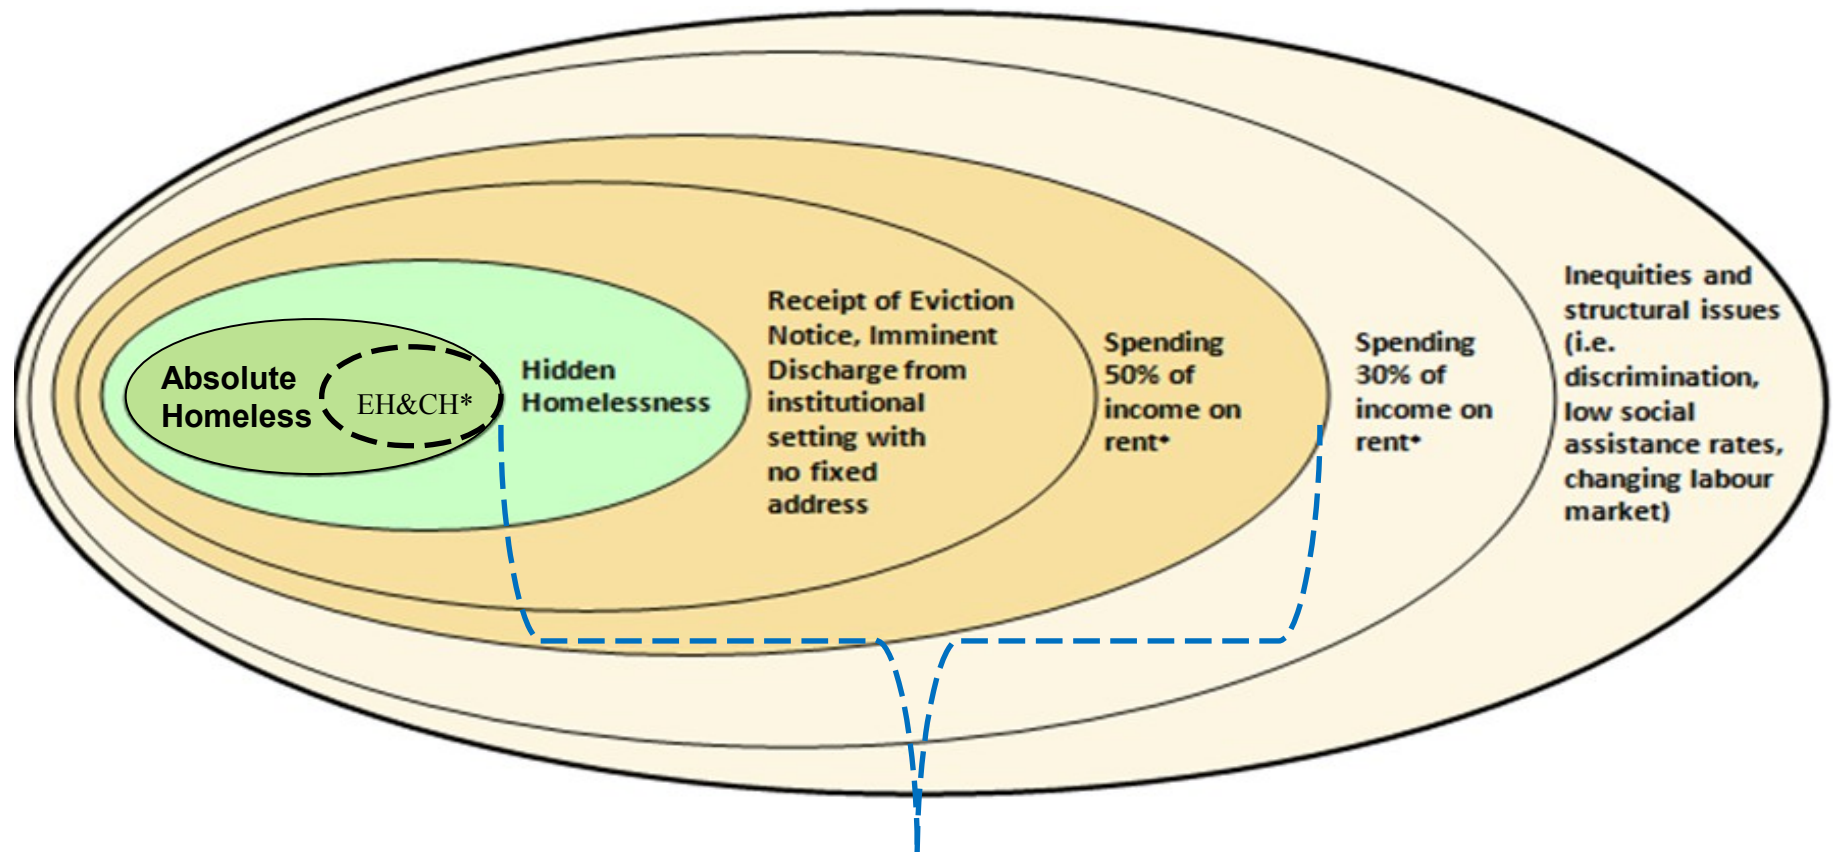 Absolute
Homeless
EH&CH*
Hidden
Homelessness
Receipt of Eviction
Notice, Imminent
Discharge from
institutional
setting with
no fixed
address
Spending
50% of
income on
rent*
Spending
30% of
income on
rent*
Inequities and
structural issues
(i.e.
discrimination,
low social
assistance rates,
changing labour
market)